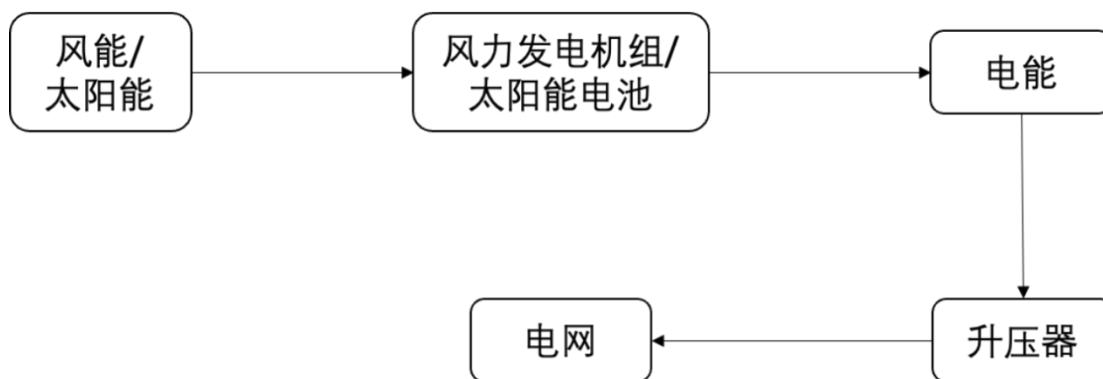 风能/
太阳能
风力发电机组/
太阳能电池
电能
升压器
电网